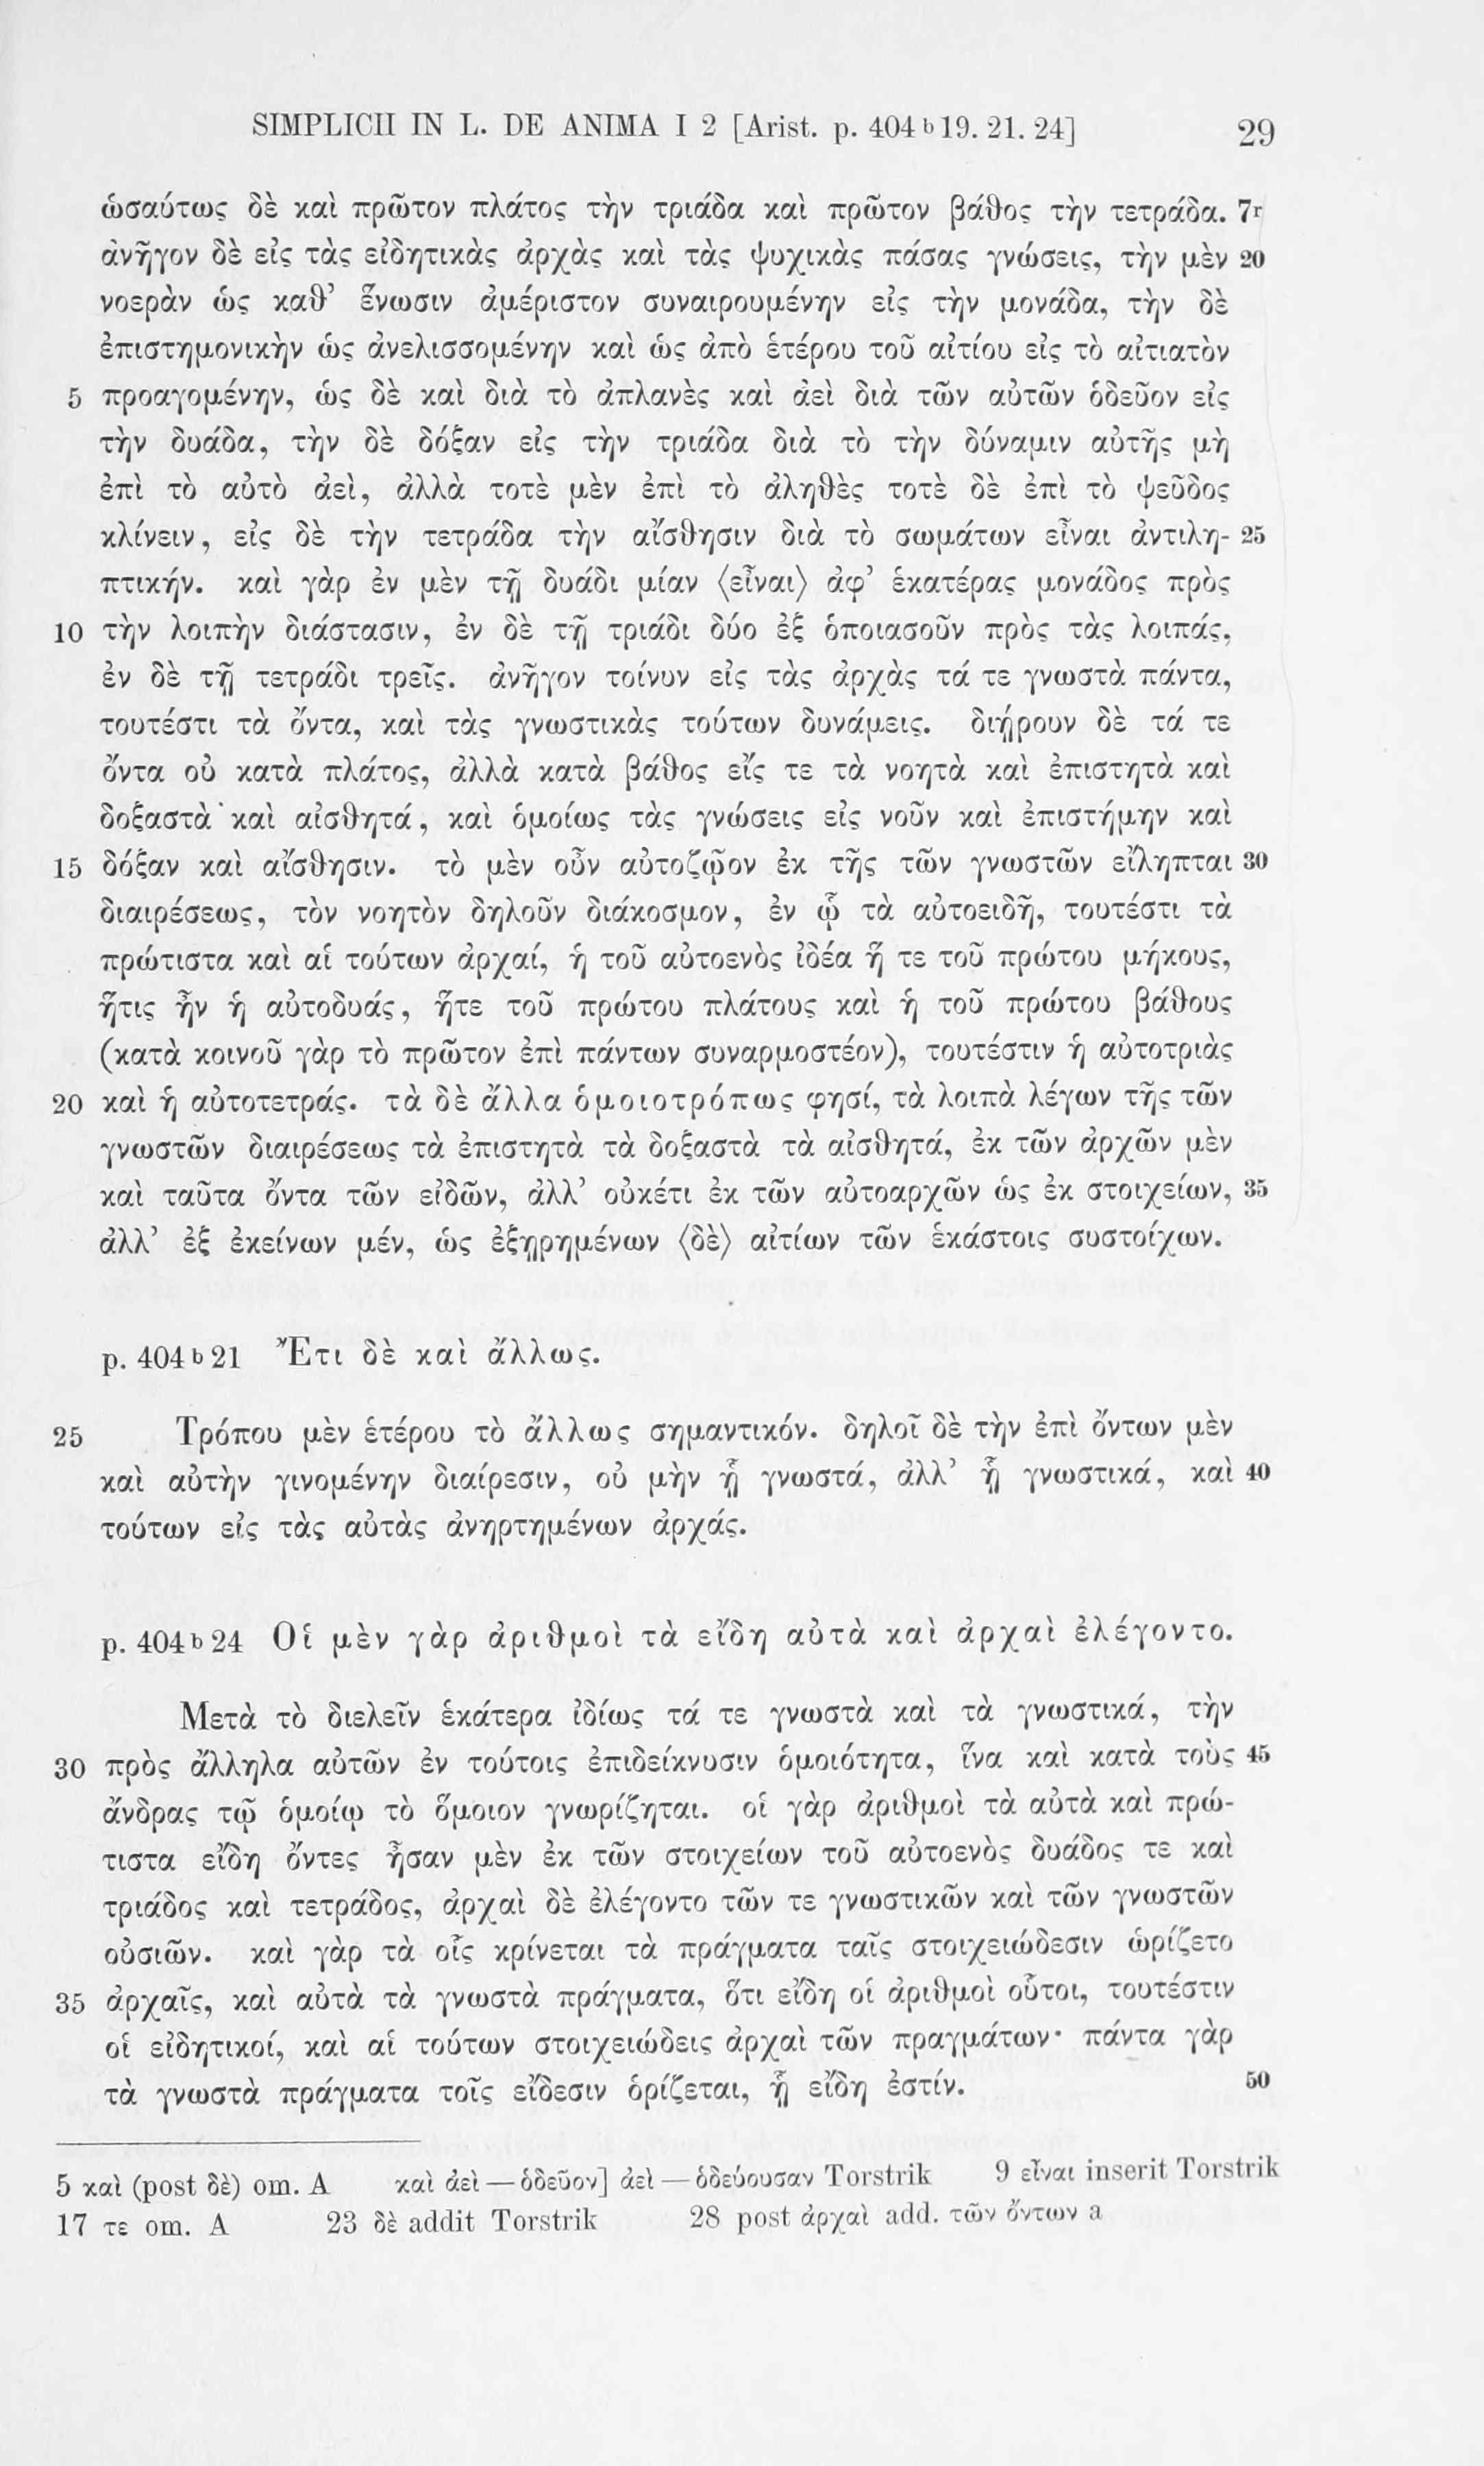 SIMPLICII IN L. DE ANIMA I 2 [Arist. p. 404 b 19. 21. 24] 29
ὡσαύτως δὲ καὶ πρῶτον πλάτος τὴν τριάδα καὶ πρῶτον βάθος τὴν τετράδα. 7r
ἀνῆγον δὲ εἰς τὰς εἰδητικὰς ἀρχὰς καὶ τὰς ψυχικὰς πάσας γνώσεις, τὴν μὲν 20
νοερὰν ὡς καθ’ ἕνωσιν ἀμέριστον συναιρουμένην εἰς τὴν μονάδα, τὴν δὲ
ἐπιστημονικὴν ὡς ἀνελισσομένην καὶ ὡς ἀπὸ ἑτέρου τοῦ αἰτίου εἰς τὸ αἰτιατὸν
5 προαγομένην, ὡς δὲ καὶ διὰ τὸ ἀπλανὲς καὶ ἀεὶ διὰ τῶν αὐτῶν ὁδεῦον εἰς
τὴν δυάδα, τὴν δὲ δόξαν εἰς τὴν τριάδα διὰ τὸ τὴν δύναμιν αὐτῆς μὴ
ἐπὶ τὸ αὐτὸ ἀεὶ, ἀλλὰ τοτὲ μὲν ἐπὶ τὸ ἀληθὲς τοτὲ δὲ ἐπὶ τὸ ψεῦδος
κλίνειν, εἰς δὲ τὴν τετράδα τὴν αἴσθησιν διὰ τὸ σωμάτων εἶναι ἀντιλη- 25
πτικήν. καὶ γὰρ ἐν μὲν τῇ δυάδι μίαν ⟨εἶναι⟩ ἀφ’ ἑκατέρας μονάδος πρὸς
10 τὴν λοιπὴν διάστασιν, ἐν δὲ τῇ τριάδι δύο ἐξ ὁποιασοῦν πρὸς τὰς λοιπάς,
ἐν δὲ τῇ τετράδι τρεῖς. ἀνῆγον τοίνυν εἰς τὰς ἀρχὰς τά τε γνωστὰ πάντα,
τουτέστι τὰ ὄντα, καὶ τὰς γνωστικὰς τούτων δυνάμεις. διῄρουν δὲ τά τε
ὄντα οὐ κατὰ πλάτος, ἀλλὰ κατὰ βάθος εἴς τε τὰ νοητὰ καὶ ἐπιστητὰ καὶ
δοξαστὰ καὶ αἰσθητά, καὶ ὁμοίως τὰς γνώσεις εἰς νοῦν καὶ ἐπιστήμην καὶ
15 δόξαν καὶ αἴσθησιν. τὸ μὲν οὖν αὐτοζῷον ἐκ τῆς τῶν γνωστῶν εἴληπται 30
διαιρέσεως, τὸν νοητὸν δηλοῦν διάκοσμον, ἐν ᾧ τὰ αὐτοειδῆ, τουτέστι τὰ
πρώτιστα καὶ αἱ τούτων ἀρχαί, ἡ τοῦ αὐτοενὸς ἰδέα ἥ τε τοῦ πρώτου μήκους,
ἥτις ἦν ἡ αὐτοδυάς, ἥτε τοῦ πρώτου πλάτους καὶ ἡ τοῦ πρώτου βάθους
(κατὰ κοινοῦ γὰρ τὸ πρῶτον ἐπὶ πάντων συναρμοστέον), τουτέστιν ἡ αὐτοτριὰς
20 καὶ ἡ αὐτοτετράς. τὰ δὲ ἄλλα ὁμοιοτρόπως φησί, τὰ λοιπὰ λέγων τῆς τῶν
γνωστῶν διαιρέσεως τὰ ἐπιστητὰ τὰ δοξαστὰ τὰ αἰσθητά, ἐκ τῶν ἀρχῶν μὲν
καὶ ταῦτα ὄντα τῶν εἰδῶν, ἀλλ’ οὐκέτι ἐκ τῶν αὐτοαρχῶν ὡς ἐκ στοιχείων, 35
ἀλλ’ ἐξ ἐκείνων μέν, ὡς ἐξῃρημένων ⟨δὲ⟩ αἰτίων τῶν ἑκάστοις συστοίχων.
p. 404 b 21 Ἔτι δὲ καὶ ἄλλως.
25 Τρόπου μὲν ἑτέρου τὸ ἄλλως σημαντικόν. δηλοῖ δὲ τὴν ἐπὶ ὄντων μὲν
καὶ αὐτὴν γινομένην διαίρεσιν, οὐ μὴν ᾗ γνωστά, ἀλλ’ ᾗ γνωστικά, καὶ 40
τούτων εἰς τὰς αὐτὰς ἀνηρτημένων ἀρχάς.
p. 404 b 24 Οἱ μὲν γὰρ ἀριθμοὶ τὰ εἴδη αὐτὰ καὶ ἀρχαὶ ἐλέγοντο.
Μετὰ τὸ διελεῖν ἑκάτερα ἰδίως τά τε γνωστὰ καὶ τὰ γνωστικά, τὴν
30 πρὸς ἄλληλα αὐτῶν ἐν τούτοις ἐπιδείκνυσιν ὁμοιότητα, ἵνα καὶ κατὰ τοὺς 45
ἄνδρας τῷ ὁμοίῳ τὸ ὅμοιον γνωρίζηται. οἱ γὰρ ἀριθμοὶ τὰ αὐτὰ καὶ πρώ-
τιστα εἴδη ὄντες ἦσαν μὲν ἐκ τῶν στοιχείων τοῦ αὐτοενὸς δυάδος τε καὶ
τριάδος καὶ τετράδος, ἀρχαὶ δὲ ἐλέγοντο τῶν τε γνωστικῶν καὶ τῶν γνωστῶν
οὐσιῶν. καὶ γὰρ τὰ οἷς κρίνεται τὰ πράγματα ταῖς στοιχειώδεσιν ὡρίζετο
35 ἀρχαῖς, καὶ αὐτὰ τὰ γνωστὰ πράγματα, ὅτι εἴδη οἱ ἀριθμοὶ οὗτοι, τουτέστιν
οἱ εἰδητικοί, καὶ αἱ τούτων στοιχειώδεις ἀρχαὶ τῶν πραγμάτων· πάντα γὰρ
τὰ γνωστὰ πράγματα τοῖς εἴδεσιν ὁρίζεται, ᾗ εἴδη ἐστίν. 50
5 καὶ (post δὲ) om. A καὶ ἀεὶ — ὁδεῦον] ἀεὶ — ὁδεύουσαν Torstrik 9 εἶναι inserit Torstrik
17 τε om. A 23 δὲ addit Torstrik 28 post ἀρχαὶ add. τῶν ὄντων a